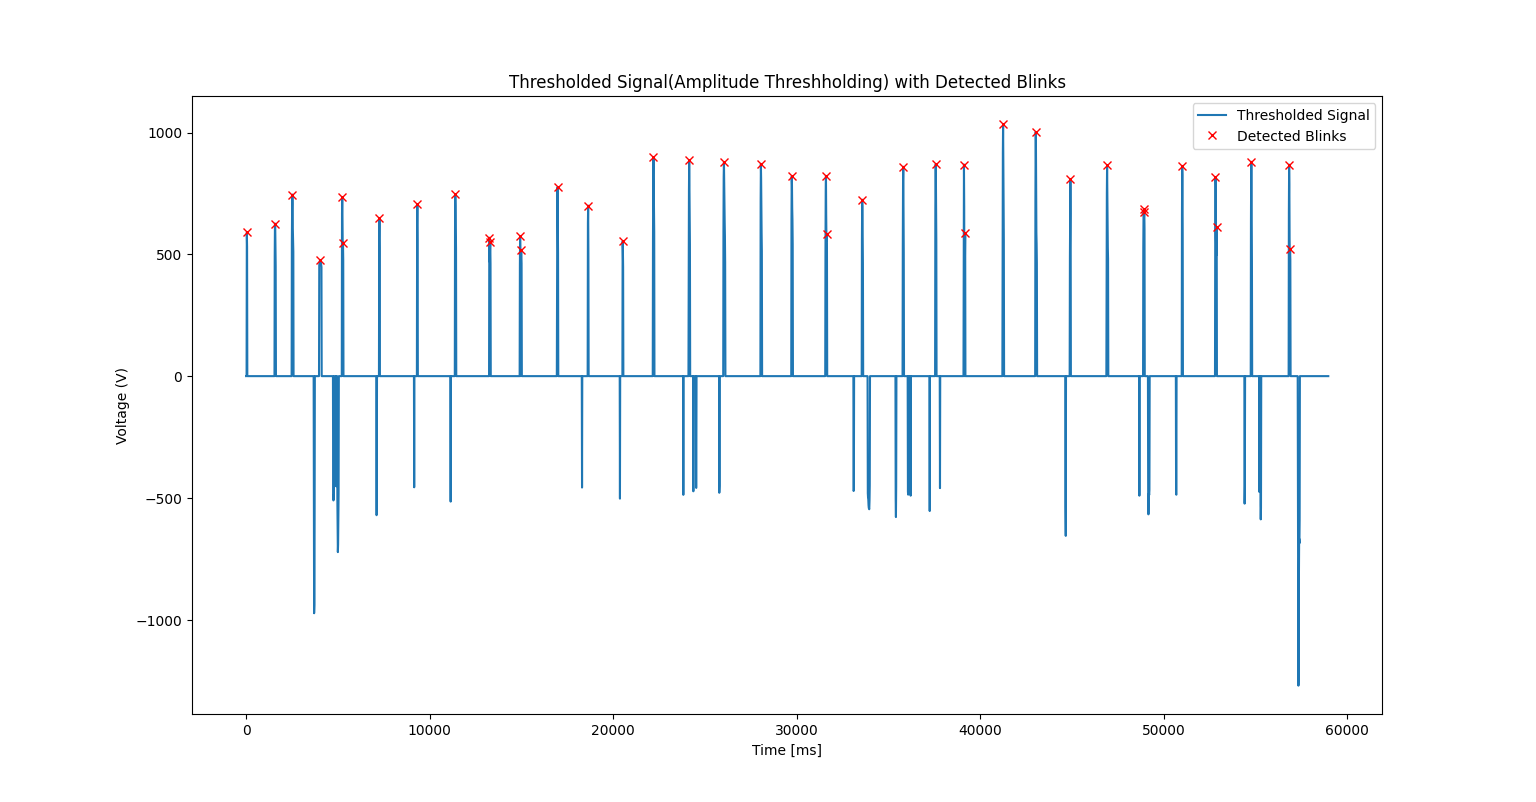 Thresholded Signal(Amplitude Threshholding) with Detected Blinks
Thresholded Signal
Detected Blinks
1000
500
0
−500
−1000
Voltage (V)
0 10000 20000 30000 40000 50000 60000
Time [ms]